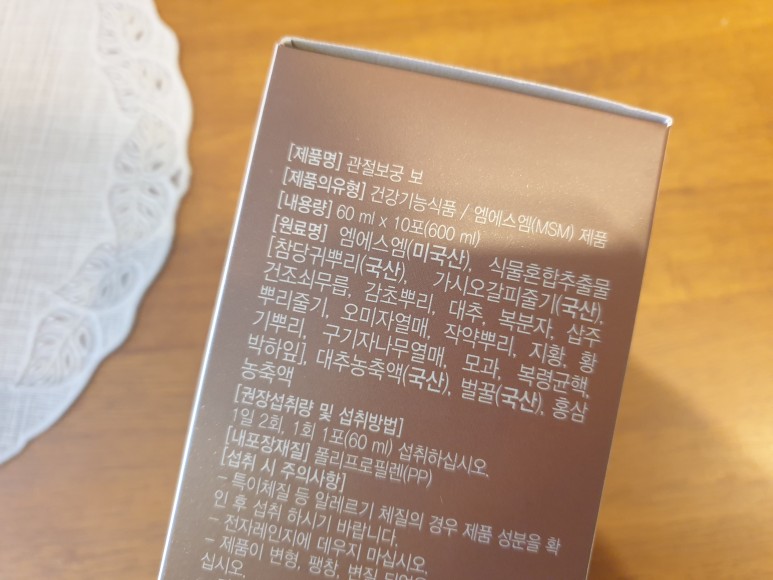 [제품명] 관절보궁 보
[제품의유형] 건강기능식품 / 엠에스엠(MSM) 제품
[내용량] 60 ml x 10포(600 ml)
[원료명] 엠에스엠(미국산), 식물혼합추출물
[참당귀뿌리(국산), 가시오갈피줄기(국산),
건조쇠무릎, 감초뿌리, 대추, 복분자, 삽주
뿌리줄기, 오미자열매, 작약뿌리, 지황, 황
기뿌리, 구기자나무열매, 모과, 복령균핵,
박하잎], 대추농축액(국산), 벌꿀(국산), 홍삼
농축액
[권장섭취량 및 섭취방법]
1일 2회, 1회 1포(60 ml) 섭취하십시오.
[내포장재질] 폴리프로필렌(PP)
[섭취 시 주의사항]
- 특이체질 등 알레르기 체질의 경우 제품 성분을 확
인 후 섭취 하시기 바랍니다.
- 전자레인지에 데우지 마십시오.
- 제품이 변형, 팽창, 변질
십시오.